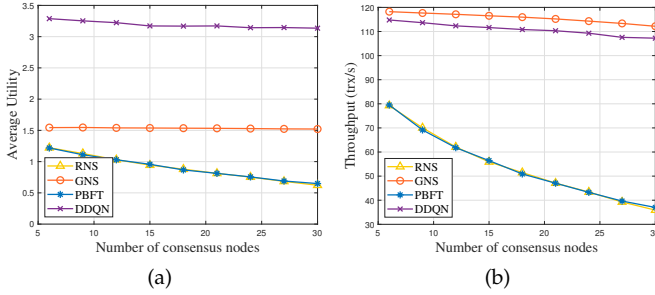 3.5
3
2.5
2
1.5
1
0.5
0
Average Utility
RNS
GNS
PBFT
DDQN
5 10 15 20 25 30
Number of consensus nodes
(a)
120
110
100
90
80
70
60
50
40
30
Throughput (trx/s)
RNS
GNS
PBFT
DDQN
5 10 15 20 25 30
Number of consensus nodes
(b)